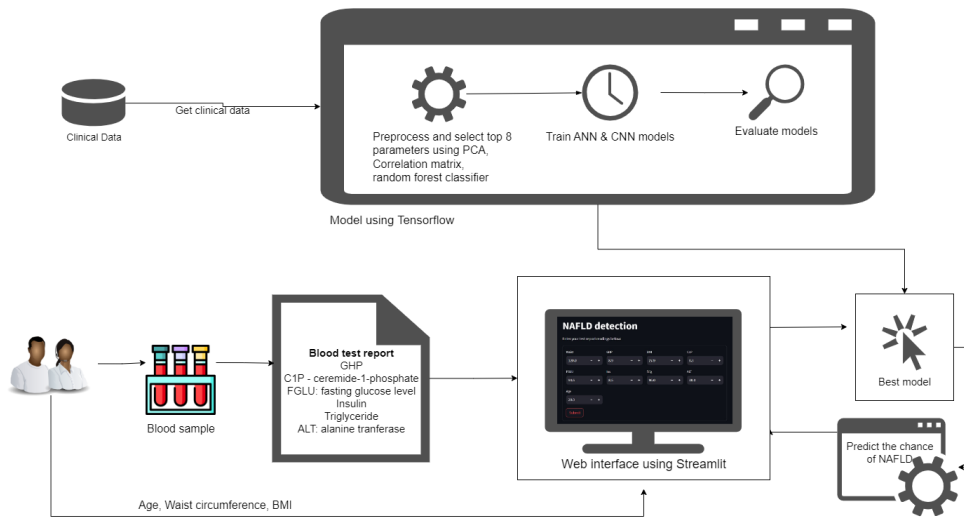 Clinical Data
Get clinical data
Preprocess and select top 8
parameters using PCA,
Correlation matrix,
random forest classifier
Train ANN & CNN models
Evaluate models
Model using Tensorflow
Blood sample
Blood test report
GHP
C1P - ceremide-1-phosphate
FGLU: fasting glucose level
Insulin
Triglyceride
ALT: alanine tranferase
NAFLD detection
Age
Submit
Web interface using Streamlit
Best model
Predict the chance
of NAFLD
Age, Waist circumference, BMI